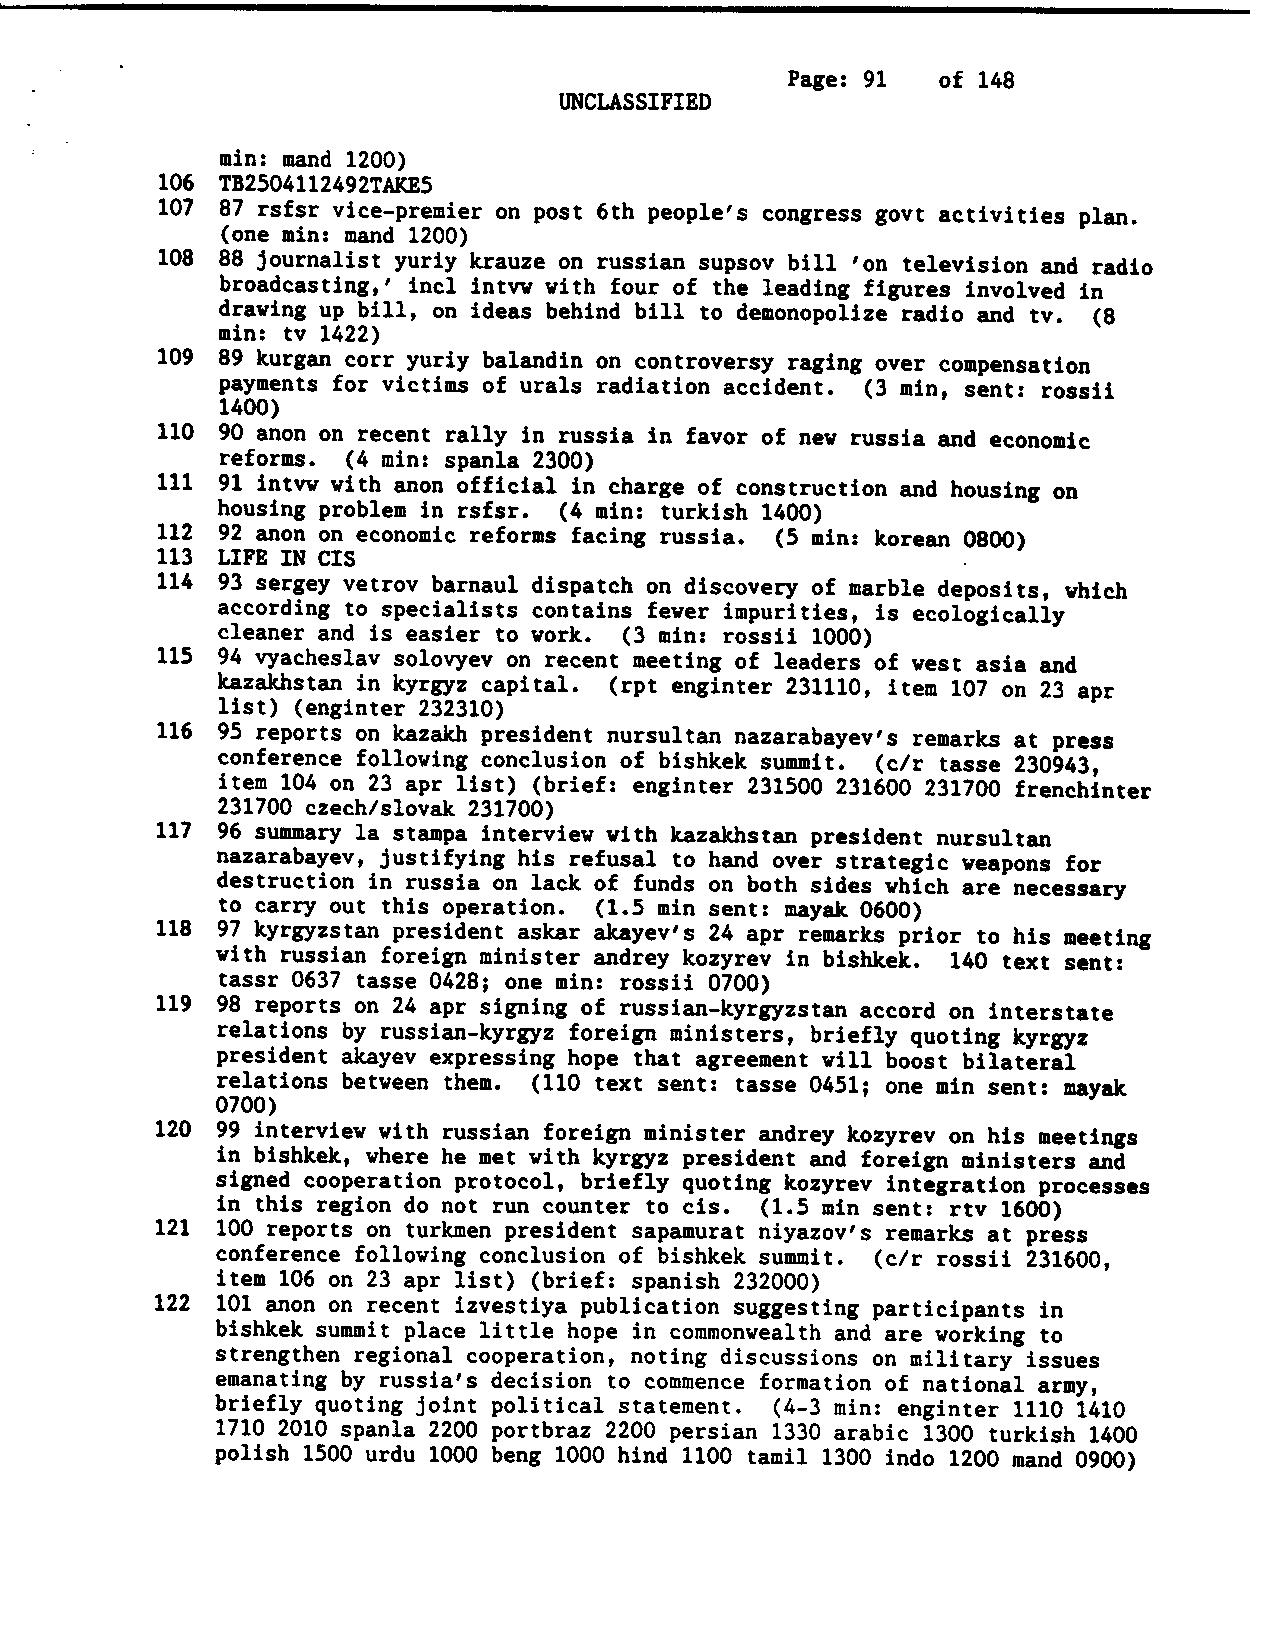 Page: 91 of 148
UNCLASSIFIED
min: mand 1200)
106 TB2504112492TAKE5
107 87 rsfsr vice-premier on post 6th people's congress govt activities plan.
(one min: mand 1200)
108 88 journalist yuriy krauze on russian supsov bill 'on television and radio
broadcasting,' incl intvw with four of the leading figures involved in
drawing up bill, on ideas behind bill to demonopolize radio and tv. (8
min: tv 1422)
109 89 kurgan corr yuriy balandin on controversy raging over compensation
payments for victims of urals radiation accident. (3 min, sent: rossii
1400)
110 90 anon on recent rally in russia in favor of new russia and economic
reforms. (4 min: spanla 2300)
111 91 intvw with anon official in charge of construction and housing on
housing problem in rsfsr. (4 min: turkish 1400)
112 92 anon on economic reforms facing russia. (5 min: korean 0800)
113 LIFE IN CIS
114 93 sergey vetrov barnaul dispatch on discovery of marble deposits, which
according to specialists contains fewer impurities, is ecologically
cleaner and is easier to work. (3 min: rossii 1000)
115 94 vyacheslav solovyev on recent meeting of leaders of west asia and
kazakhstan in kyrgyz capital. (rpt enginter 231110, item 107 on 23 apr
list) (enginter 232310)
116 95 reports on kazakh president nursultan nazarabayev's remarks at press
conference following conclusion of bishkek summit. (c/r tasse 230943,
item 104 on 23 apr list) (brief: enginter 231500 231600 231700 frenchinter
231700 czech/slovak 231700)
117 96 summary la stampa interview with kazakhstan president nursultan
nazarabayev, justifying his refusal to hand over strategic weapons for
destruction in russia on lack of funds on both sides which are necessary
to carry out this operation. (1.5 min sent: mayak 0600)
118 97 kyrgyzstan president askar akayev's 24 apr remarks prior to his meeting
with russian foreign minister andrey kozyrev in bishkek. 140 text sent:
tassr 0637 tasse 0428; one min: rossii 0700)
119 98 reports on 24 apr signing of russian-kyrgyzstan accord on interstate
relations by russian-kyrgyz foreign ministers, briefly quoting kyrgyz
president akayev expressing hope that agreement will boost bilateral
relations between them. (110 text sent: tasse 0451; one min sent: mayak
0700)
120 99 interview with russian foreign minister andrey kozyrev on his meetings
in bishkek, where he met with kyrgyz president and foreign ministers and
signed cooperation protocol, briefly quoting kozyrev integration processes
in this region do not run counter to cis. (1.5 min sent: rtv 1600)
121 100 reports on turkmen president sapamurat niyazov's remarks at press
conference following conclusion of bishkek summit. (c/r rossii 231600,
item 106 on 23 apr list) (brief: spanish 232000)
122 101 anon on recent izvestiya publication suggesting participants in
bishkek summit place little hope in commonwealth and are working to
strengthen regional cooperation, noting discussions on military issues
emanating by russia's decision to commence formation of national army,
briefly quoting joint political statement. (4-3 min: enginter 1110 1410
1710 2010 spanla 2200 portbraz 2200 persian 1330 arabic 1300 turkish 1400
polish 1500 urdu 1000 beng 1000 hind 1100 tamil 1300 indo 1200 mand 0900)